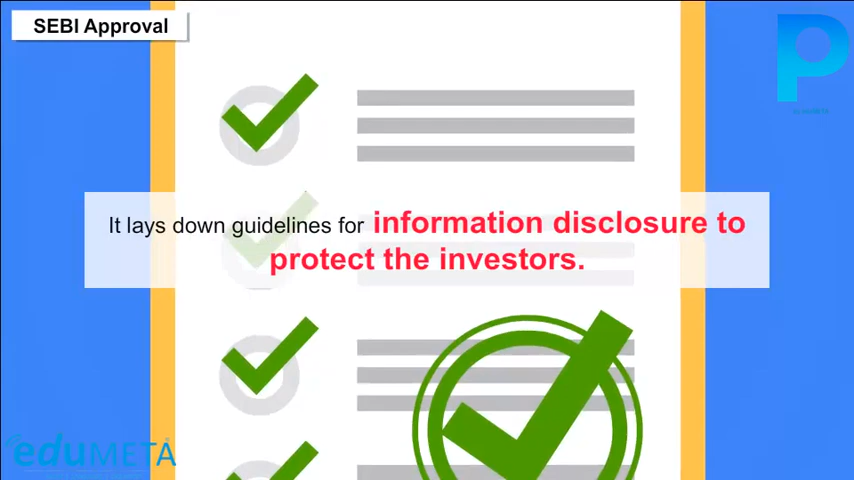 SEBI Approval
It lays down guidelines for information disclosure to
protect the investors.
eduMETA